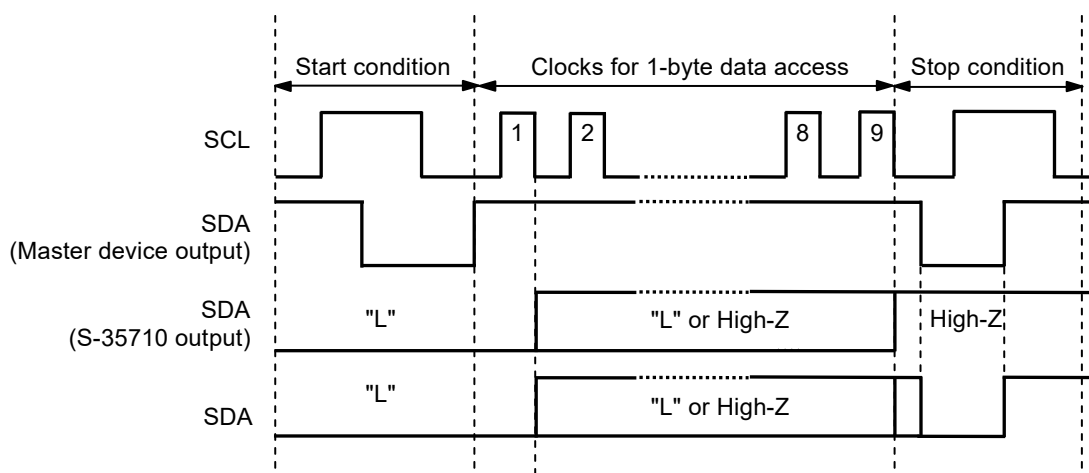 Start condition
Clocks for 1-byte data access
Stop condition
SCL
1
2
8
9
SDA
(Master device output)
SDA
(S-35710 output)
"L"
"L" or High-Z
High-Z
SDA
"L"
"L" or High-Z